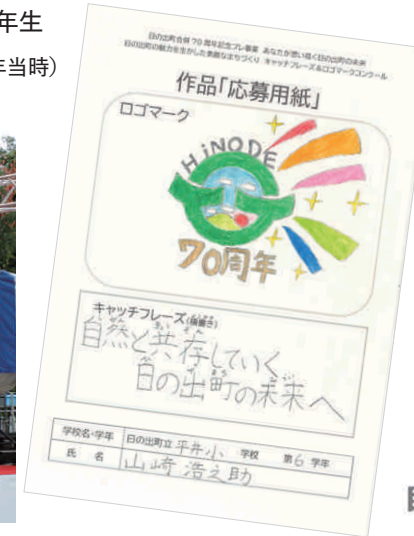 年生
年当時）
日の出町合併70周年記念プレ事業 あなたが思い描く日の出町の未来
日の出町の魅力を生かした素敵なまちづくり キャッチフレーズ＆ロゴマークコンクール
作品「応募用紙」
ロゴマーク
HiNODE
70周年
キャッチフレーズ(横書き)
自然と共存していく
日の出町の未来へ
学校名・学年 日の出町立 平井小 学校 第6学年
氏 名 山崎 浩之助